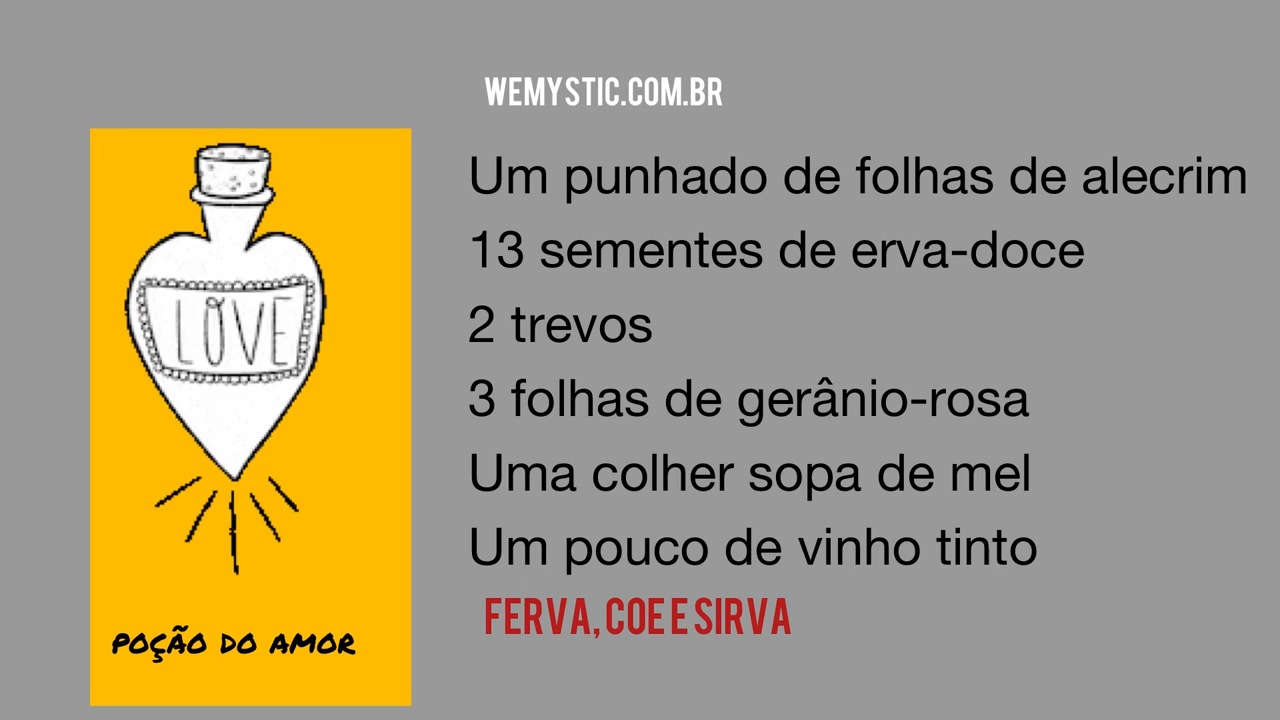 WEMYSTIC.COM.BR
Um punhado de folhas de alecrim
13 sementes de erva-doce
2 trevos
3 folhas de gerânio-rosa
Uma colher sopa de mel
Um pouco de vinho tinto
FERVA, COE E SIRVA
LOVE
POÇÃO DO AMOR